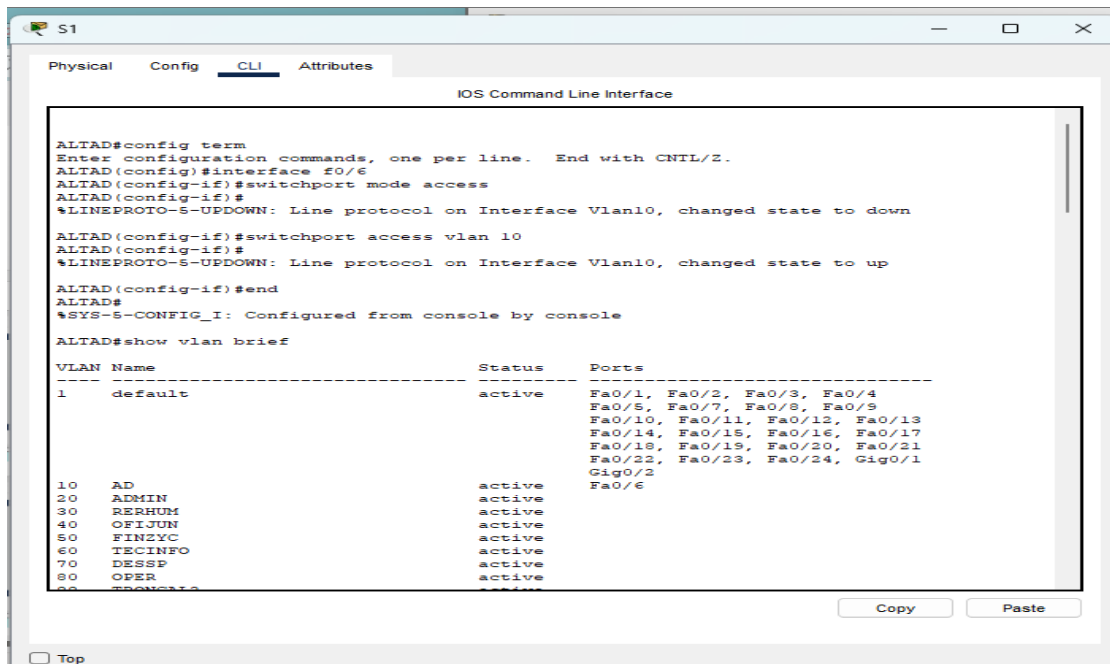 S1
Physical Config CLI Attributes
IOS Command Line Interface
ALTAD#config term
Enter configuration commands, one per line. End with CNTL/Z.
ALTAD(config)#interface f0/6
ALTAD(config-if)#switchport mode access
ALTAD(config-if)#
%LINEPROTO-5-UPDOWN: Line protocol on Interface Vlan10, changed state to down
ALTAD(config-if)#switchport access vlan 10
ALTAD(config-if)#
%LINEPROTO-5-UPDOWN: Line protocol on Interface Vlan10, changed state to up
ALTAD(config-if)#end
ALTAD#
%SYS-5-CONFIG_I: Configured from console by console
ALTAD#show vlan brief
VLAN Name Status Ports
---- -------------------------------- --------- -------------------------------
1 default active Fa0/1, Fa0/2, Fa0/3, Fa0/4
Fa0/5, Fa0/7, Fa0/8, Fa0/9
Fa0/10, Fa0/11, Fa0/12, Fa0/13
Fa0/14, Fa0/15, Fa0/16, Fa0/17
Fa0/18, Fa0/19, Fa0/20, Fa0/21
Fa0/22, Fa0/23, Fa0/24, Gig0/1
Gig0/2
10 AD active Fa0/6
20 ADMIN active
30 RERHUM active
40 OFIJUN active
50 FINZYC active
60 TECINFO active
70 DESSP active
80 OPER active
Copy Paste
Top